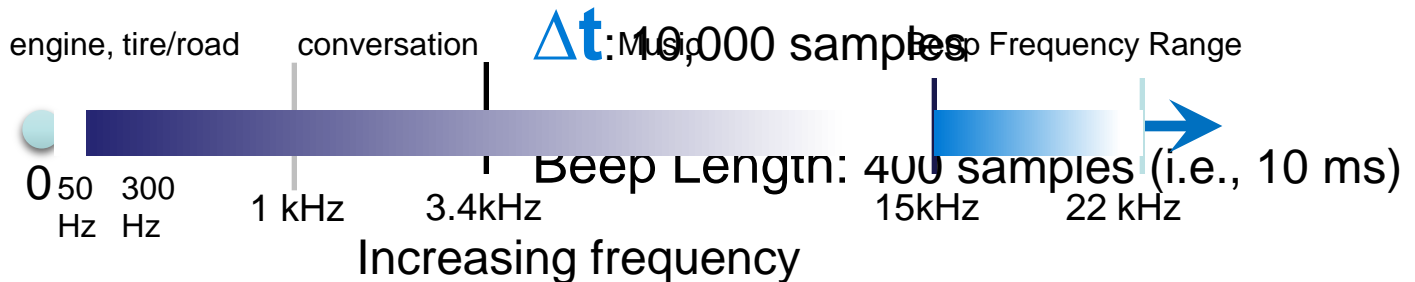 engine, tire/road
conversation
Δt: 10,000 samples
Music
Beep Frequency Range
Beep Length: 400 samples (i.e., 10 ms)
0
50 Hz
300 Hz
1 kHz
3.4kHz
15kHz
22 kHz
Increasing frequency